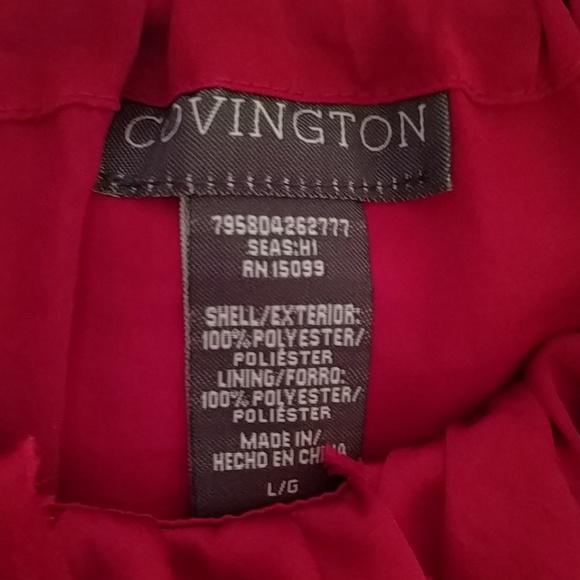 COVINGTON
795804262777
SEAS:H1
RN 15099
SHELL/EXTERIOR:
100% POLYESTER/
POLIÉSTER
LINING/FORRO:
100% POLYESTER/
POLIÉSTER
MADE IN/
HECHO EN CHINA
L/G